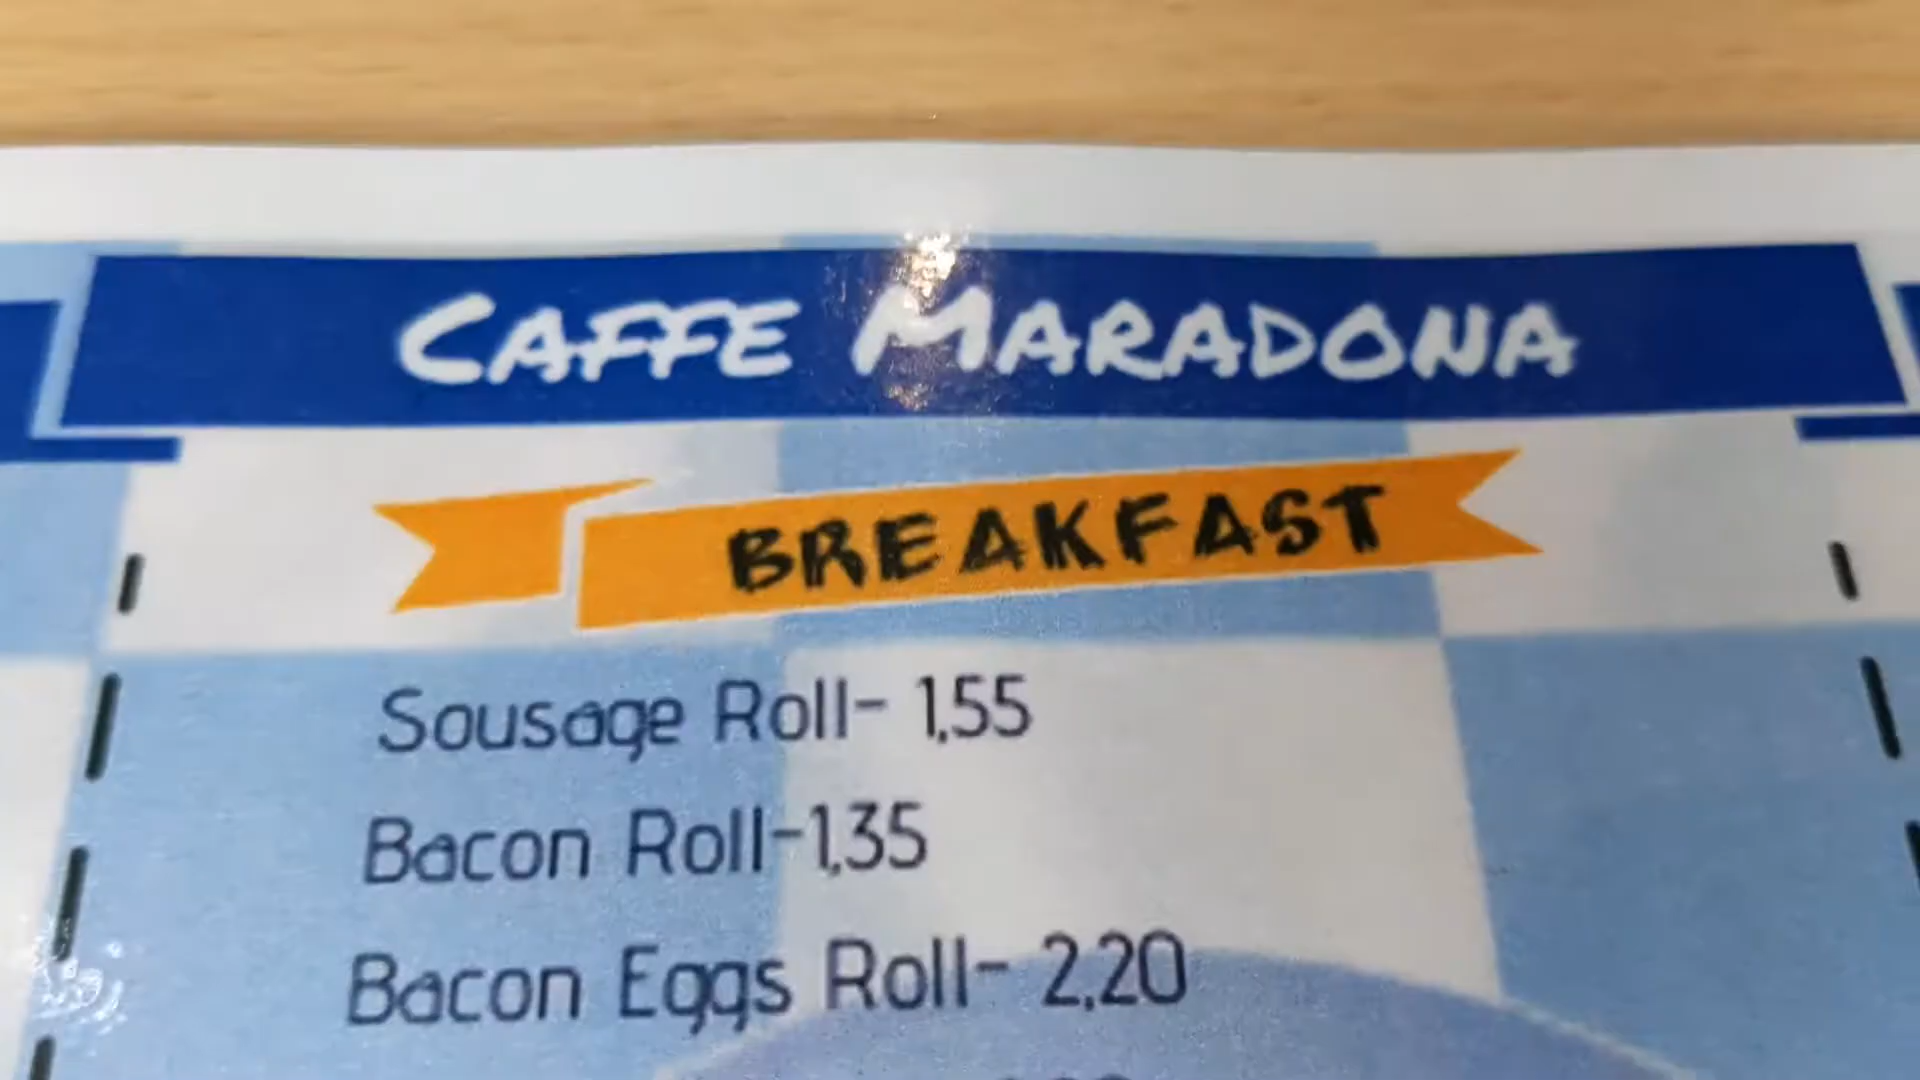 CAFFE MARADONA
BREAKFAST
Sousage Roll- 1,55
Bacon Roll-1,35
Bacon Eggs Roll- 2,20